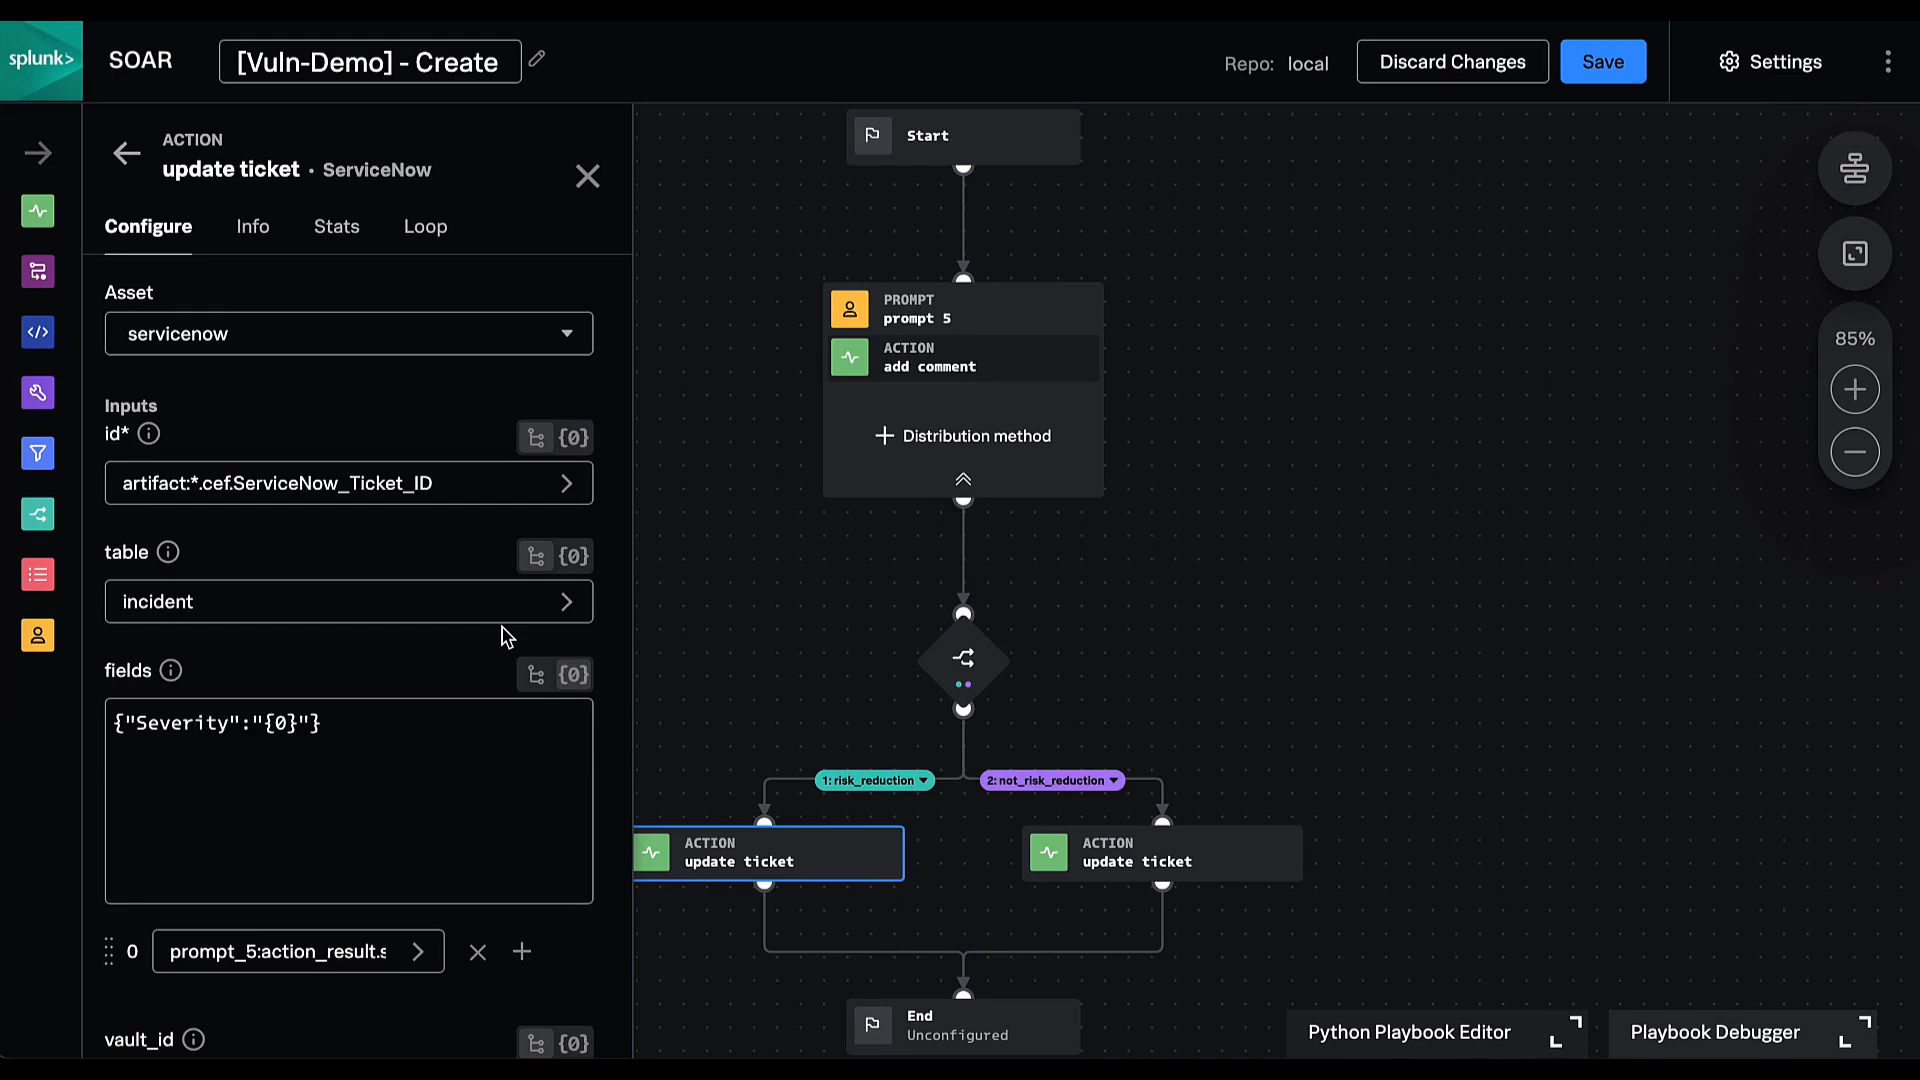 splunk>
SOAR
[Vuln-Demo] - Create
Repo: local
Discard Changes
Save
Settings
ACTION
update ticket · ServiceNow
Configure
Info
Stats
Loop
Asset
servicenow
Inputs
id*
{0}
artifact:*.cef.ServiceNow_Ticket_ID
table
{0}
incident
fields
{0}
{"Severity":"{0}"}
0
prompt_5:action_result.s
vault_id
{0}
Start
PROMPT
prompt 5
ACTION
add comment
Distribution method
1: risk_reduction
2: not_risk_reduction
ACTION
update ticket
ACTION
update ticket
End
Unconfigured
85%
Python Playbook Editor
Playbook Debugger